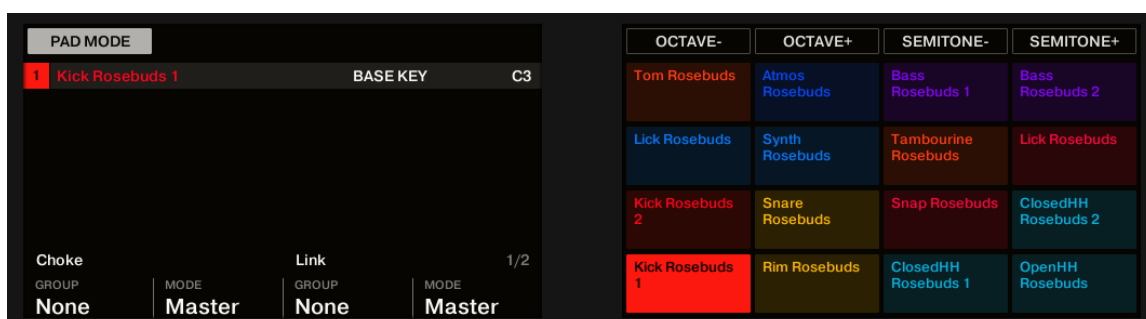 PAD MODE
1 Kick Rosebuds 1 BASE KEY C3
Choke Link 1/2
GROUP MODE GROUP MODE
None Master None Master
OCTAVE- OCTAVE+ SEMITONE- SEMITONE+
Tom Rosebuds
Atmos
Rosebuds
Bass
Rosebuds 1
Bass
Rosebuds 2
Lick Rosebuds
Synth
Rosebuds
Tambourine
Rosebuds
Lick Rosebuds
Kick Rosebuds
2
Snare
Rosebuds
Snap Rosebuds
ClosedHH
Rosebuds 2
Kick Rosebuds
1
Rim Rosebuds
ClosedHH
Rosebuds 1
OpenHH
Rosebuds